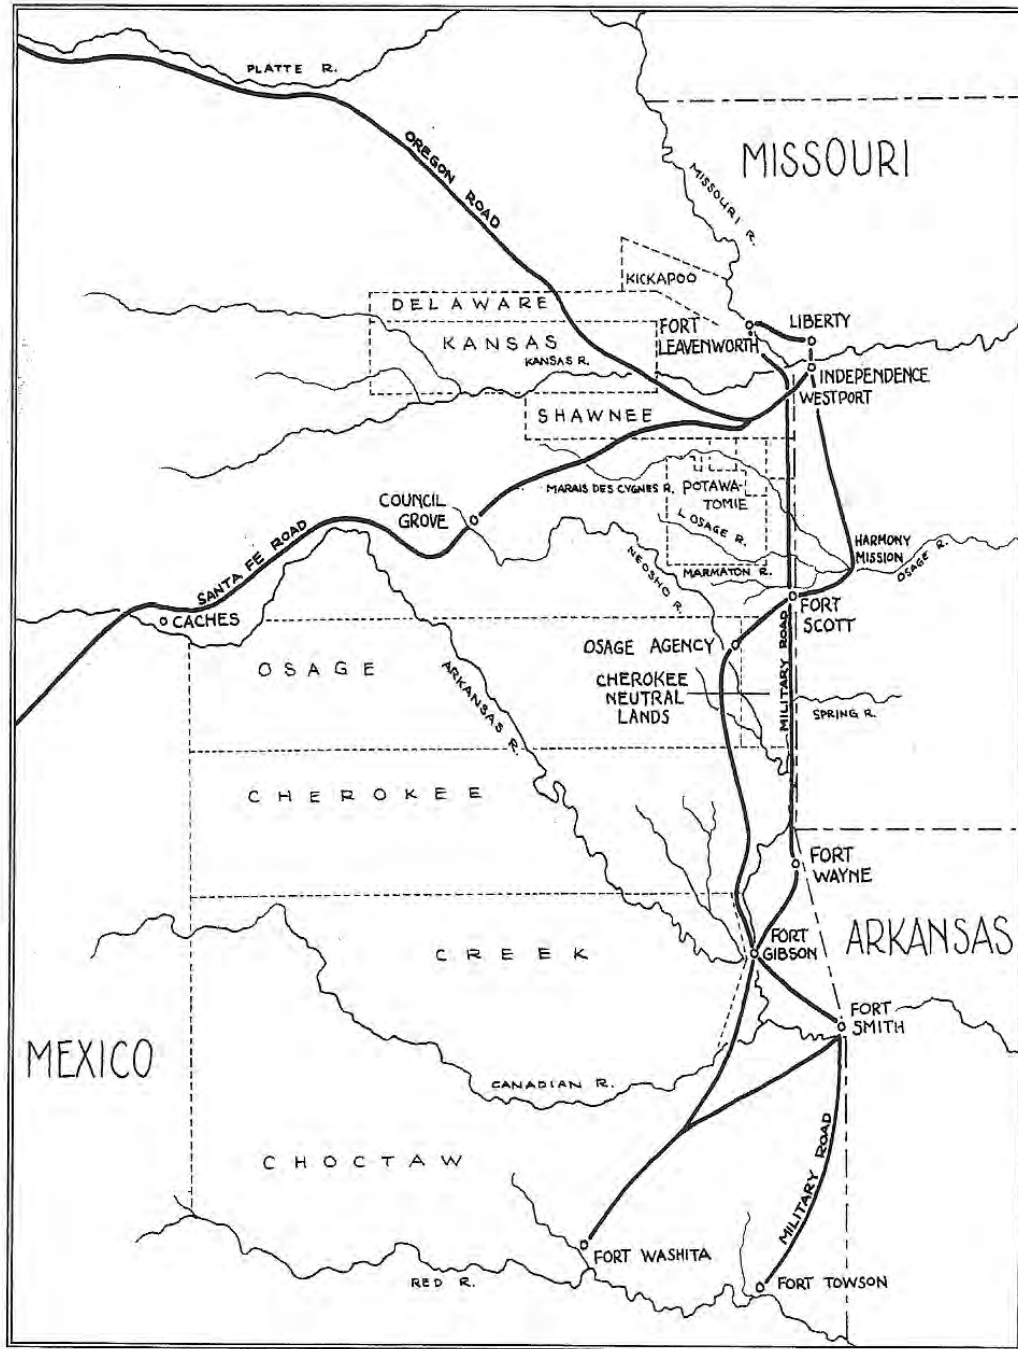 PLATTE R.
OREGON ROAD
MISSOURI
MISSOURI R.
KICKAPOO
DELAWARE
FORT
LEAVENWORTH
LIBERTY
KANSAS
KANSAS R.
INDEPENDENCE
WESTPORT
SHAWNEE
MARAIS DES CYGNES R.
POTAWA-
TOMIE
COUNCIL
GROVE
L. OSAGE R.
HARMONY
MISSION
OSAGE R.
NEOSHO R.
MARMATON R.
SANTA FE ROAD
CACHES
FORT
SCOTT
OSAGE AGENCY
OSAGE
ARKANSAS R.
CHEROKEE
NEUTRAL
LANDS
MILITARY ROAD
SPRING R.
CHEROKEE
FORT
WAYNE
CREEK
FORT
GIBSON
ARKANSAS
FORT
SMITH
MEXICO
CANADIAN R.
CHOCTAW
MILITARY ROAD
FORT WASHITA
RED R.
FORT TOWSON